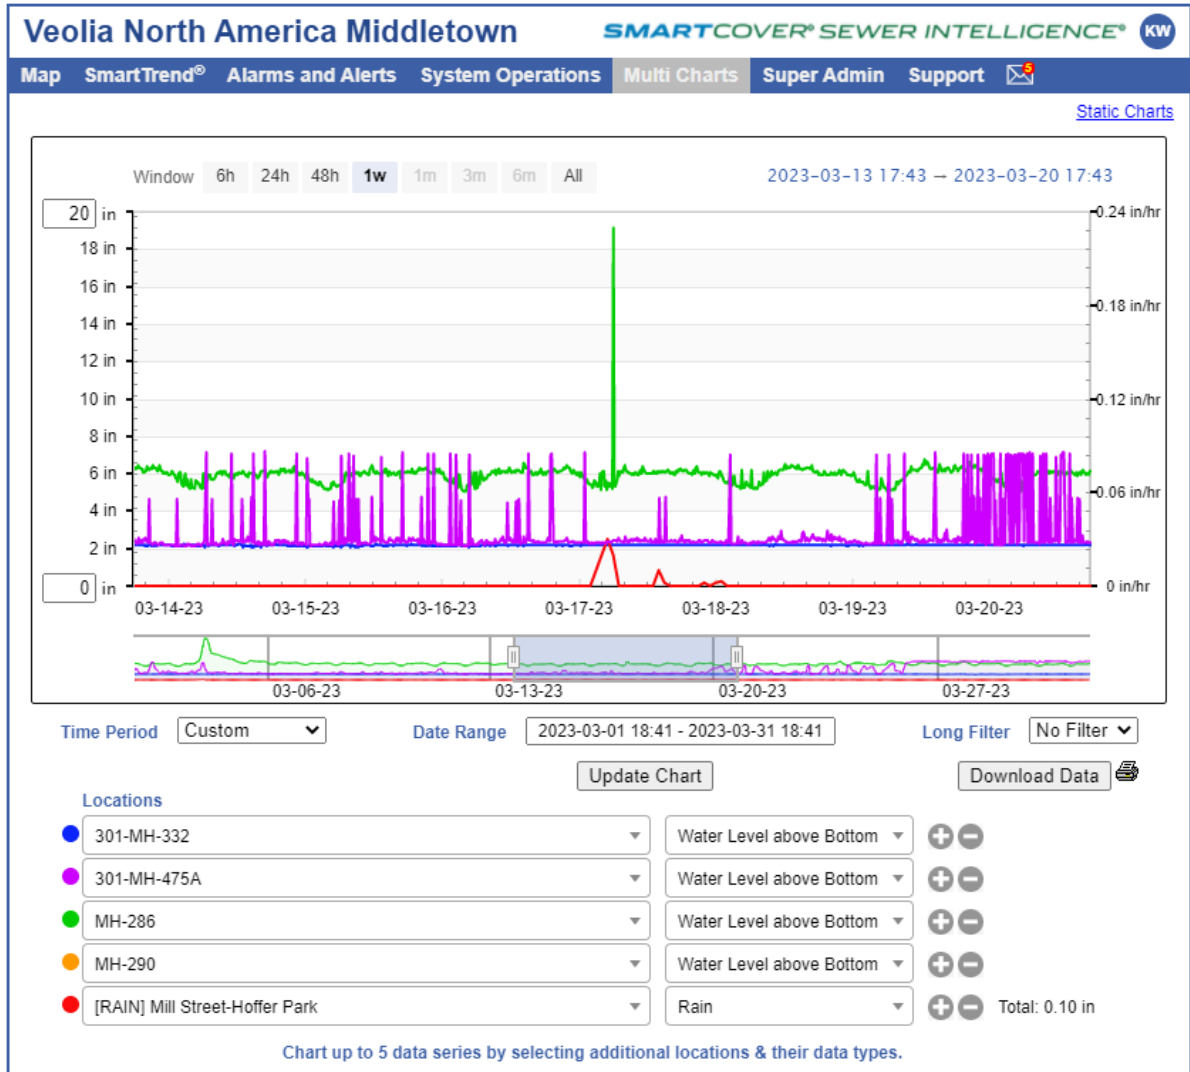 Veolia North America Middletown SMARTCOVER® SEWER INTELLIGENCE® KW
Map SmartTrend® Alarms and Alerts System Operations Multi Charts Super Admin Support 5
Static Charts
Window 6h 24h 48h 1w 1m 3m 6m All 2023-03-13 17:43 → 2023-03-20 17:43
20 in 0.24 in/hr
18 in
16 in
0.18 in/hr
14 in
12 in
10 in 0.12 in/hr
8 in
6 in
0.06 in/hr
4 in
2 in
0 in 0 in/hr
03-14-23 03-15-23 03-16-23 03-17-23 03-18-23 03-19-23 03-20-23
03-06-23 03-13-23 03-20-23 03-27-23
Time Period Custom Date Range 2023-03-01 18:41 - 2023-03-31 18:41 Long Filter No Filter
Update Chart Download Data
Locations
301-MH-332 Water Level above Bottom
301-MH-475A Water Level above Bottom
MH-286 Water Level above Bottom
MH-290 Water Level above Bottom
[RAIN] Mill Street-Hoffer Park Rain Total: 0.10 in
Chart up to 5 data series by selecting additional locations & their data types.